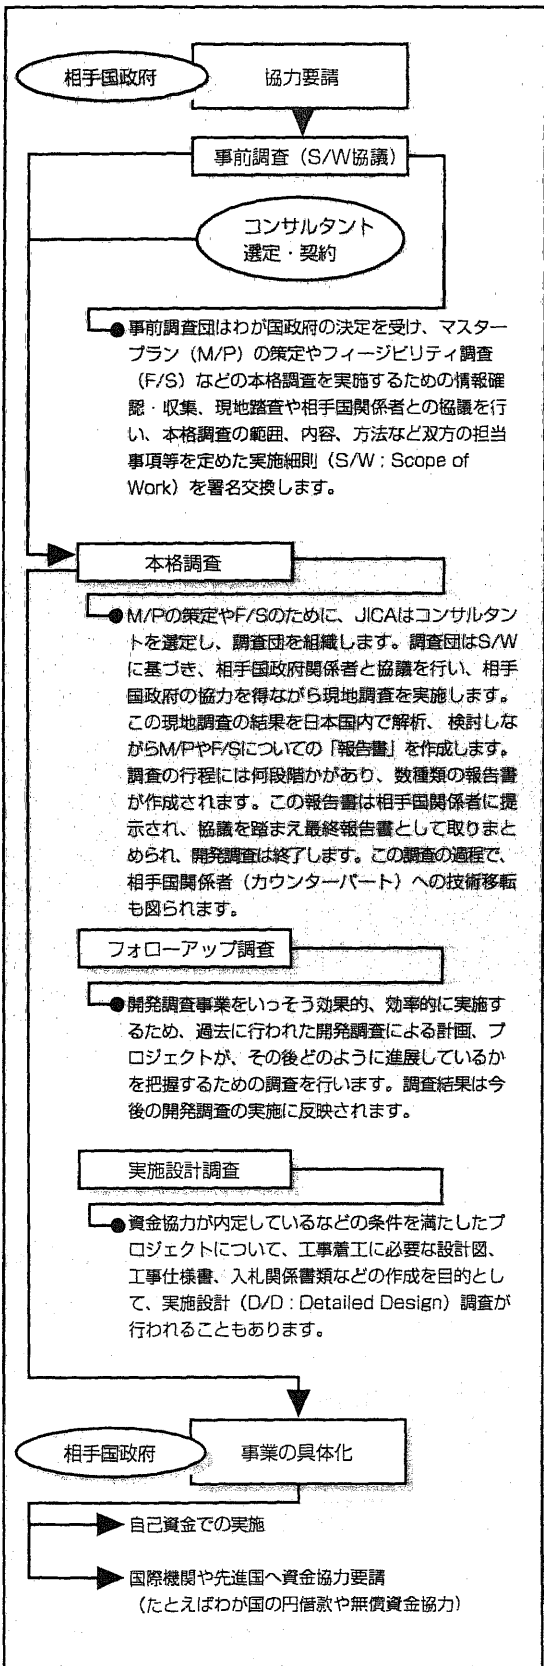 相手国政府
協力要請
事前調査（S/W協議）
コンサルタント
選定・契約
●事前調査団はわが国政府の決定を受け、マスター
プラン（M/P）の策定やフィージビリティ調査
（F/S）などの本格調査を実施するための情報確
認・収集、現地踏査や相手国関係者との協議を行
い、本格調査の範囲、内容、方法など双方の担当
事項等を定めた実施細則（S/W：Scope of
Work）を署名交換します。
本格調査
●M/Pの策定やF/Sのために、JICAはコンサルタン
トを選定し、調査団を組織します。調査団はS/W
に基づき、相手国政府関係者と協議を行い、相手
国政府の協力を得ながら現地調査を実施します。
この現地調査の結果を日本国内で解析、検討しな
がらM/PやF/Sについての「報告書」を作成します。
調査の行程には何段階かがあり、数種類の報告書
が作成されます。この報告書は相手国関係者に提
示され、協議を踏まえ最終報告書として取りまと
められ、開発調査は終了します。この調査の過程で、
相手国関係者（カウンターパート）への技術移転
も図られます。
フォローアップ調査
●開発調査事業をいっそう効果的、効率的に実施す
るため、過去に行われた開発調査による計画、プ
ロジェクトが、その後どのように進展しているか
を把握するための調査を行います。調査結果は今
後の開発調査の実施に反映されます。
実施設計調査
●資金協力が内定しているなどの条件を満たしたプ
ロジェクトについて、工事着工に必要な設計図、
工事仕様書、入札関係書類などの作成を目的とし
て、実施設計（D/D：Detailed Design）調査が
行われることもあります。
相手国政府
事業の具体化
自己資金での実施
国際機関や先進国へ資金協力要請
（たとえばわが国の円借款や無償資金協力）